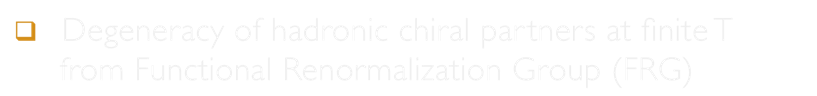 Degeneracy of hadronic chiral partners at finite T
from Functional Renormalization Group (FRG)